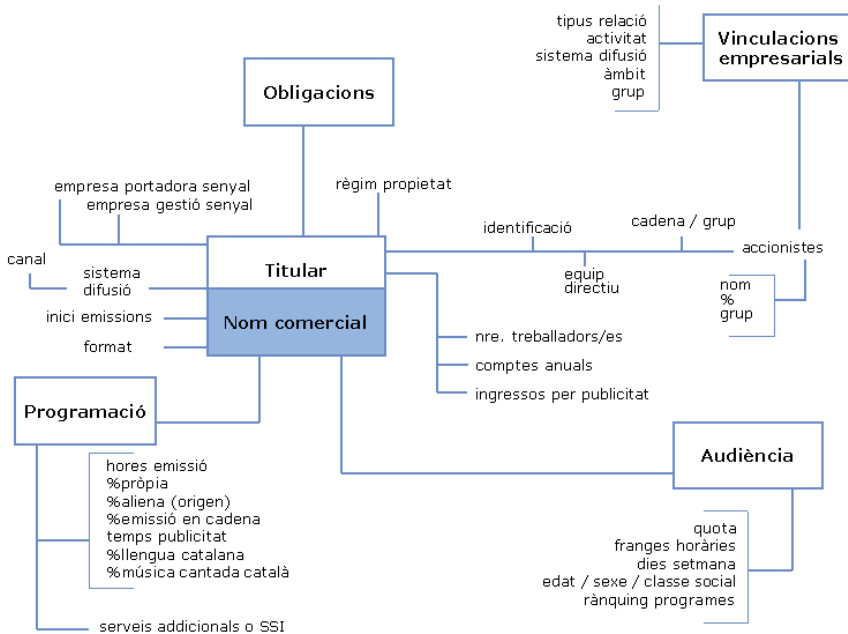 tipus relació
activitat
sistema difusió
àmbit
grup
Vinculacions
empresarials
Obligacions
empresa portadora senyal
empresa gestió senyal
règim propietat
identificació
cadena / grup
accionistes
canal
sistema
difusió
Titular
equip
directiu
nom
%
grup
inici emissions
Nom comercial
format
nre. treballadors/es
comptes anuals
ingressos per publicitat
Programació
Audiència
hores emissió
%pròpia
%aliena (origen)
%emissió en cadena
temps publicitat
%llengua catalana
%música cantada català
serveis addicionals o SSI
quota
franges horàries
dies setmana
edat / sexe / classe social
rànquing programes